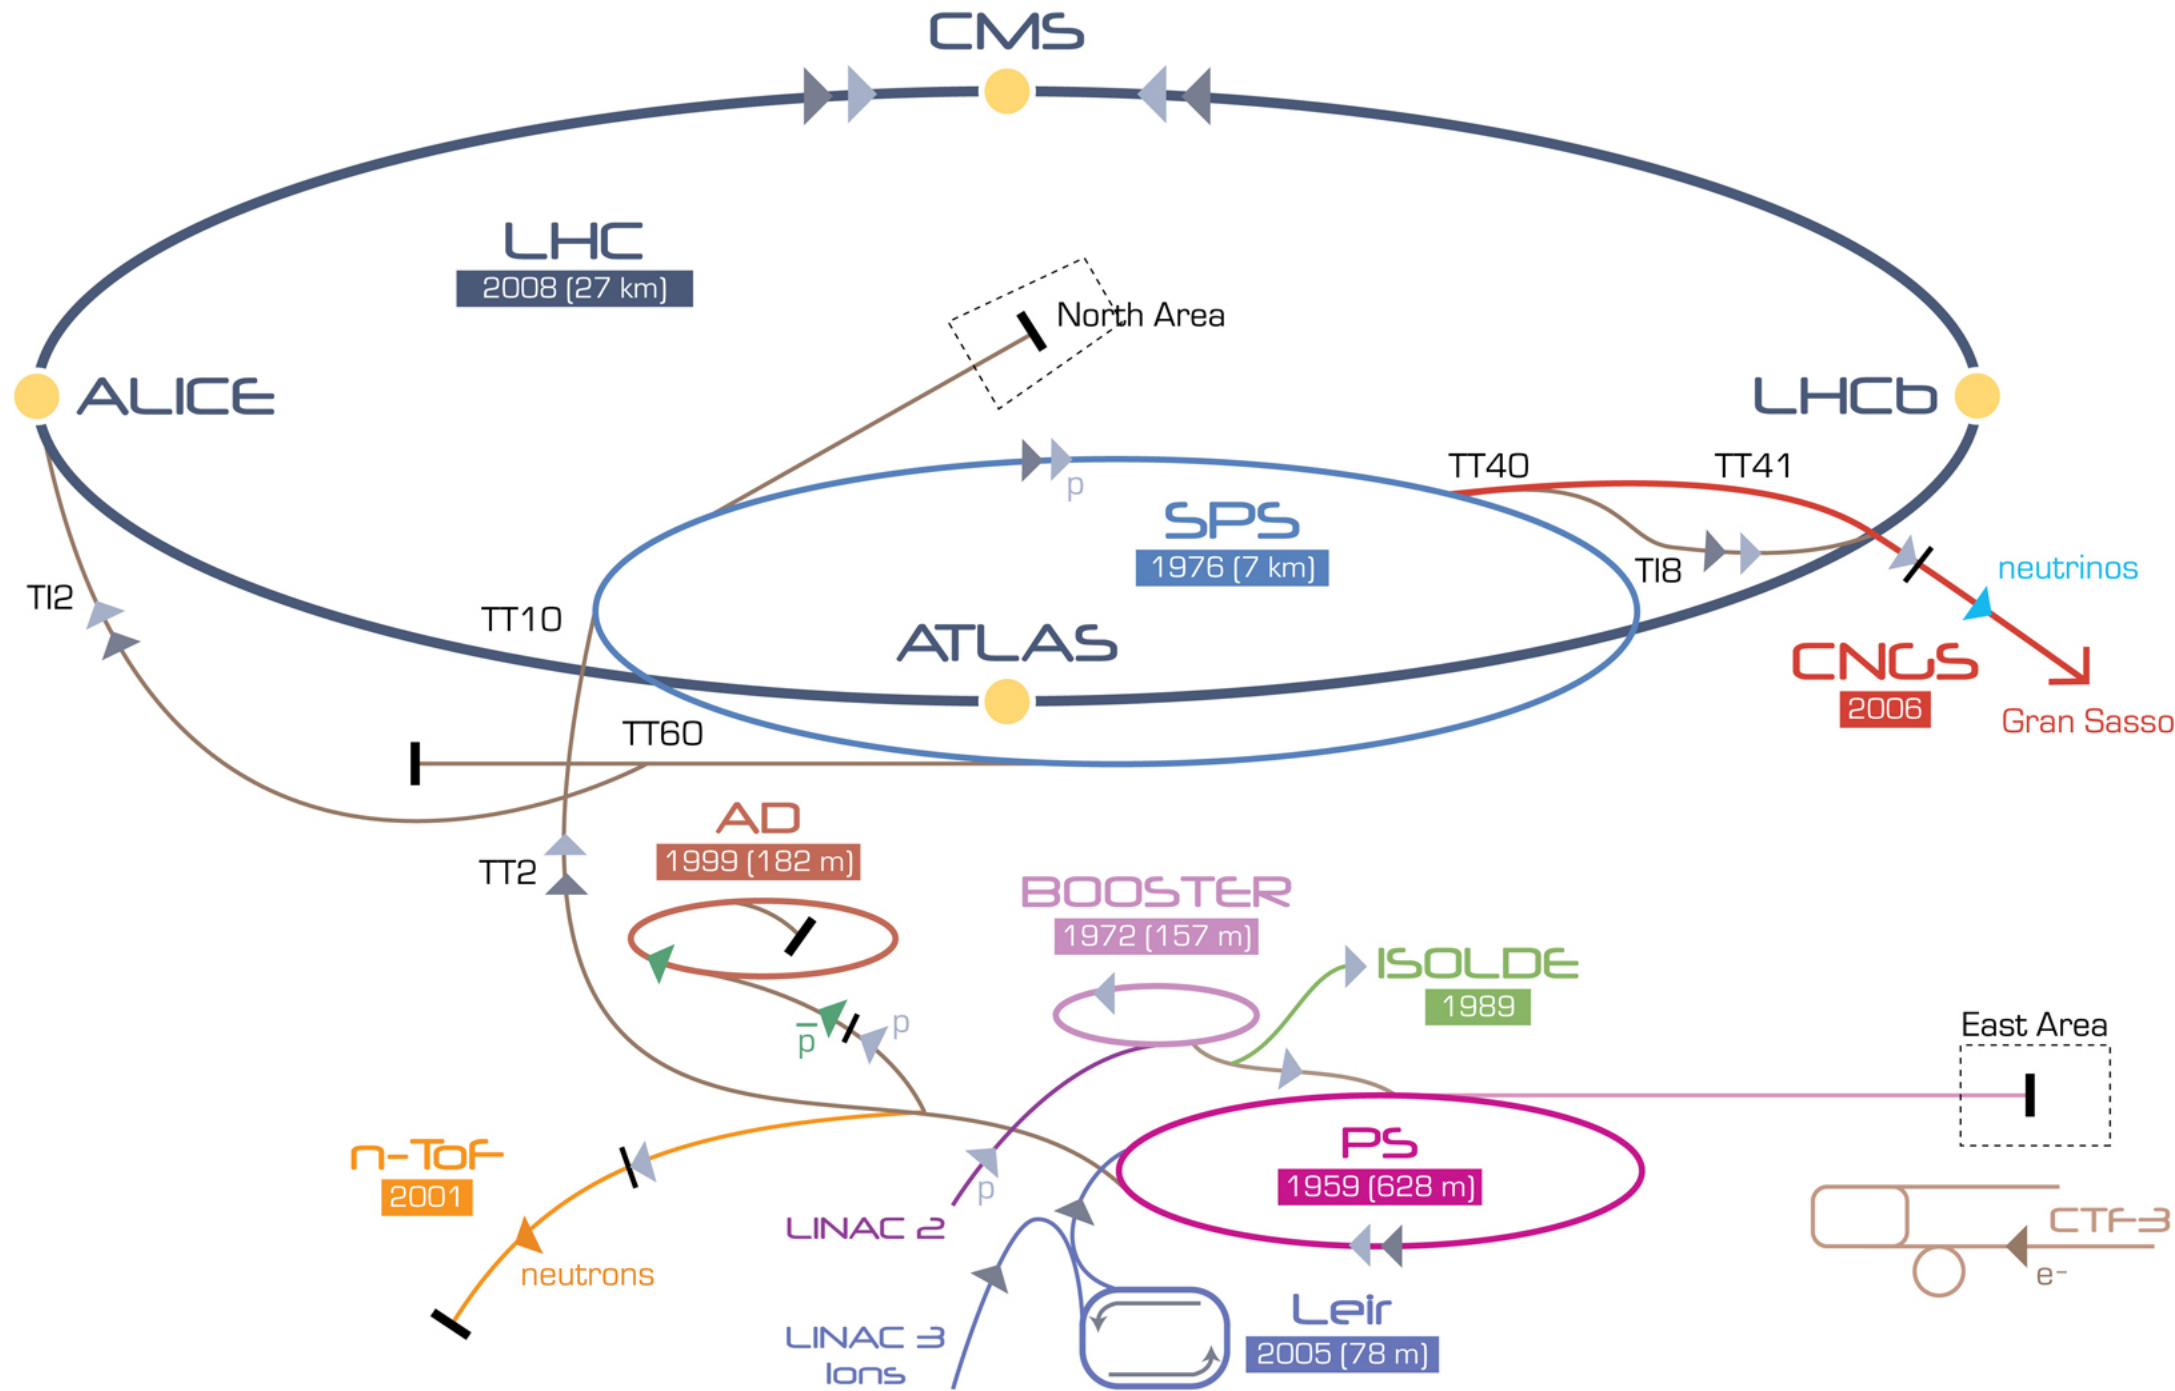 CMS
LHC
2008 (27 km)
North Area
ALICE
LHCb
TT40
TT41
p
SPS
1976 (7 km)
TI8
neutrinos
TI2
TT10
ATLAS
CNGS
2006
Gran Sasso
TT60
AD
1999 (182 m)
TT2
BOOSTER
1972 (157 m)
ISOLDE
1989
p
p̅
East Area
n-ToF
2001
PS
1959 (628 m)
p
LINAC 2
CTF-3
e⁻
neutrons
LINAC 3
Ions
Leir
2005 (78 m)